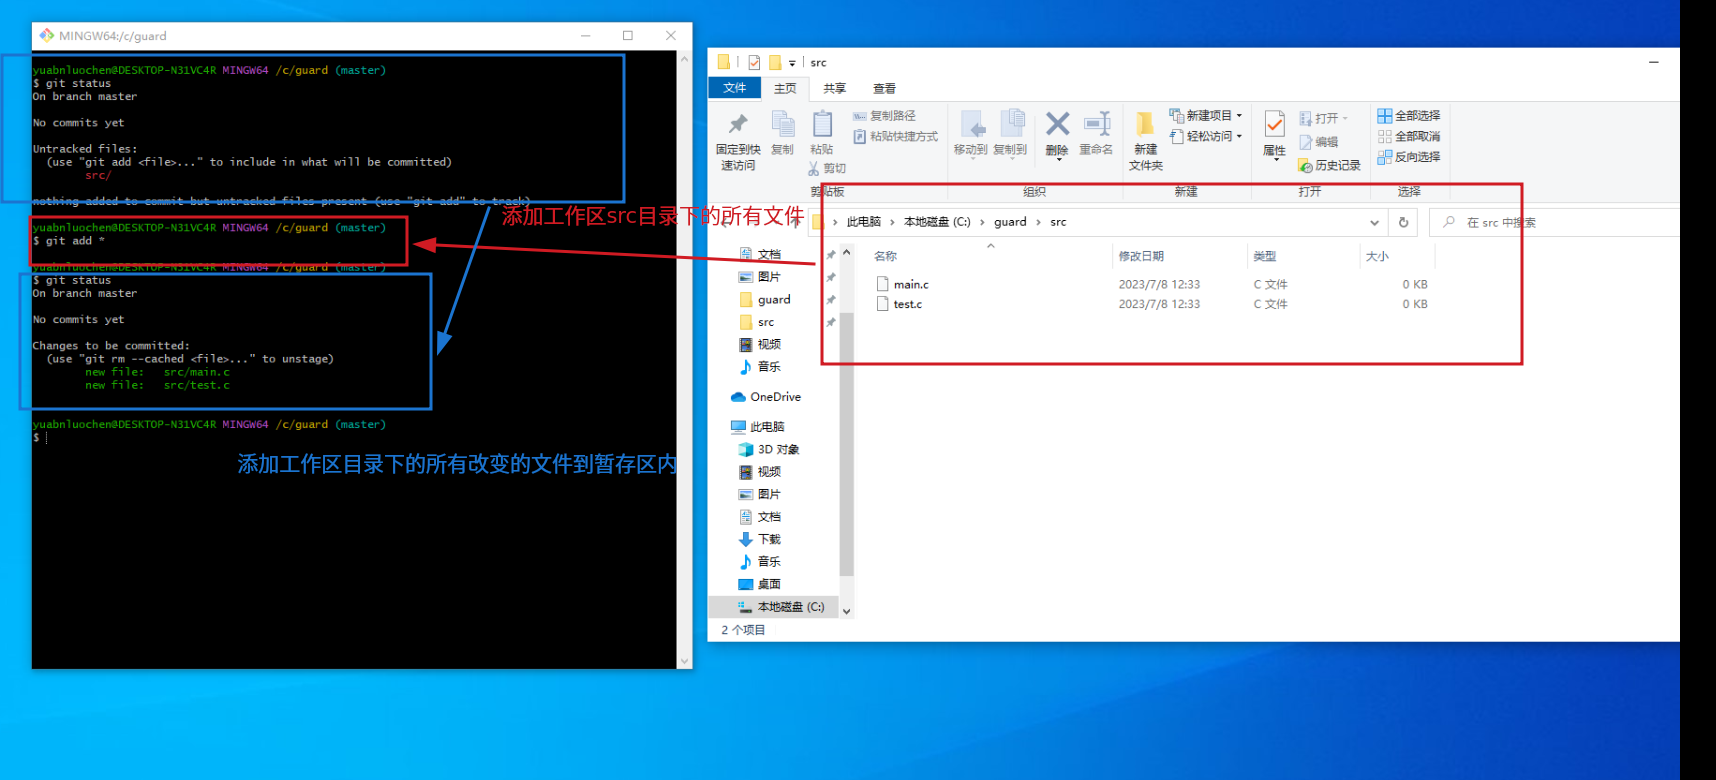 MINGW64:/c/guard
yuabnluochen@DESKTOP-N31VC4R MINGW64 /c/guard (master)
$ git status
On branch master
No commits yet
Untracked files:
(use "git add <file>..." to include in what will be committed)
src/
nothing added to commit but untracked files present (use "git add" to track)
yuabnluochen@DESKTOP-N31VC4R MINGW64 /c/guard (master)
$ git add *
yuabnluochen@DESKTOP-N31VC4R MINGW64 /c/guard (master)
$ git status
On branch master
No commits yet
Changes to be committed:
(use "git rm --cached <file>..." to unstage)
new file:   src/main.c
new file:   src/test.c
yuabnluochen@DESKTOP-N31VC4R MINGW64 /c/guard (master)
$
添加工作区src目录下的所有文件
添加工作区目录下的所有改变的文件到暂存区内
src
文件 主页 共享 查看
固定到快速访问
复制
粘贴
复制路径
粘贴快捷方式
剪切
剪贴板
移动到 复制到 删除 重命名
组织
新建文件夹
新建项目
轻松访问
新建
属性
打开
编辑
历史记录
打开
全部选择
全部取消
反向选择
选择
此电脑 › 本地磁盘 (C:) › guard › src
在 src 中搜索
文档
图片
guard
src
视频
音乐
OneDrive
此电脑
3D 对象
视频
图片
文档
下载
音乐
桌面
本地磁盘 (C:)
名称 修改日期 类型 大小
main.c 2023/7/8 12:33 C 文件 0 KB
test.c 2023/7/8 12:33 C 文件 0 KB
2 个项目